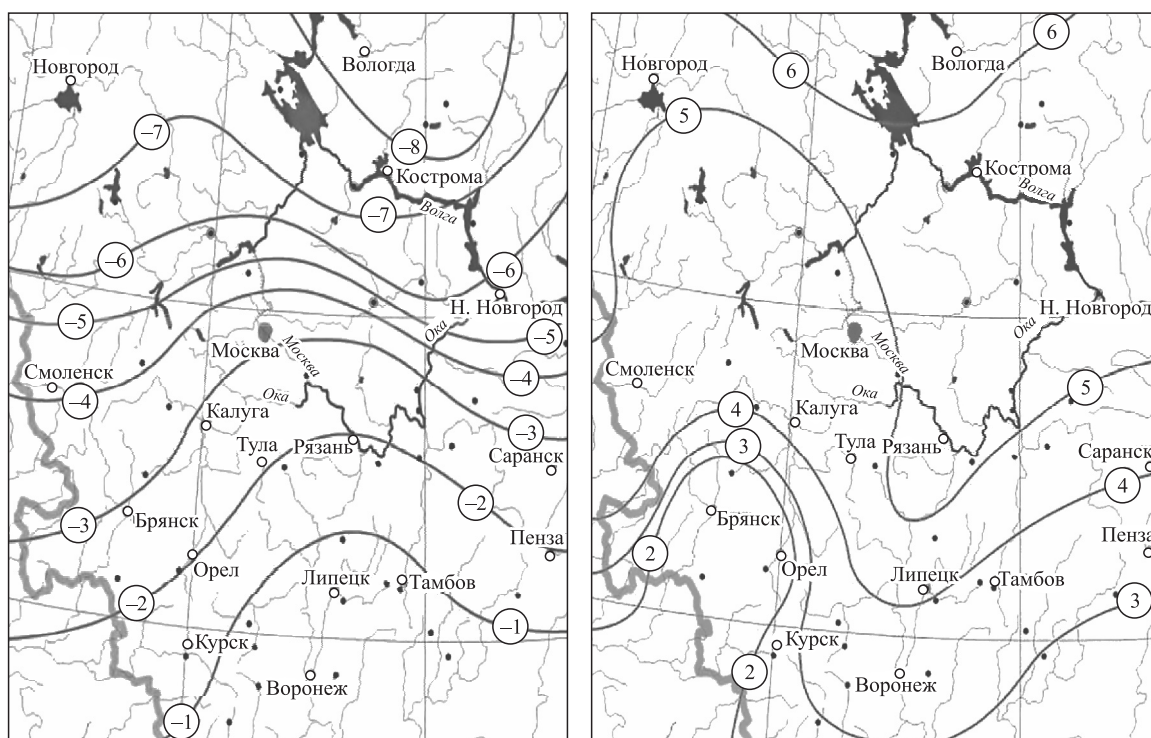 Новгород
Вологда
–7
–8
Кострома
–7
Волга
–6
–6
Н. Новгород
–5
–5
Ока
Москва
Москва
–4
Смоленск
–4
Ока
Калуга
–3
Тула
Рязань
Саранск
–2
–3
Брянск
Пенза
Орел
Липецк
Тамбов
–2
–1
Курск
Воронеж
–1
6
6
Вологда
Новгород
5
Кострома
Волга
Н. Новгород
Ока
Москва
Москва
Смоленск
5
Ока
4
Калуга
3
Тула
Рязань
Саранск
4
Брянск
2
Пенза
Орел
Липецк
Тамбов
3
Курск
2
Воронеж